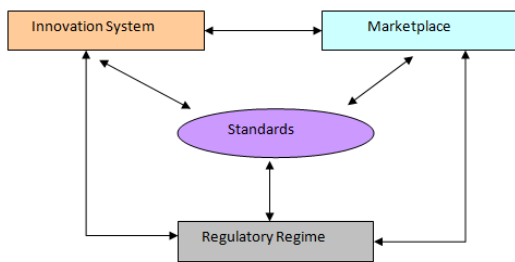 Innovation System
Marketplace
Standards
Regulatory Regime